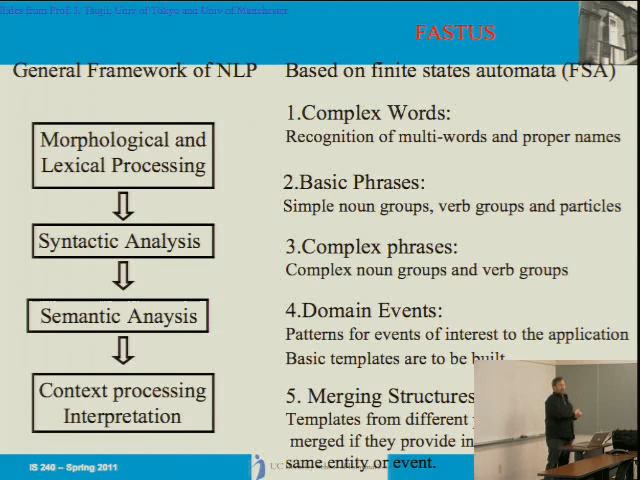 Slides from Prof. J. Tsujii, Univ of Tokyo and Univ of Manchester
FASTUS
General Framework of NLP
Based on finite states automata (FSA)
Morphological and
Lexical Processing
Syntactic Analysis
Semantic Anaysis
Context processing
Interpretation
1.Complex Words:
Recognition of multi-words and proper names
2.Basic Phrases:
Simple noun groups, verb groups and particles
3.Complex phrases:
Complex noun groups and verb groups
4.Domain Events:
Patterns for events of interest to the application
Basic templates are to be built.
5. Merging Structures
Templates from different
merged if they provide in
same entity or event.
IS 240 – Spring 2011
UC